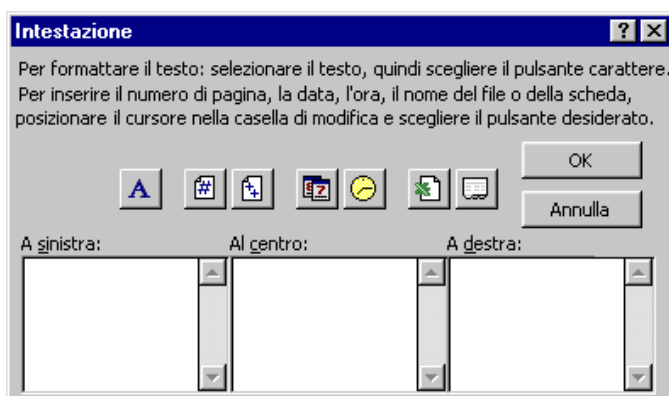 Intestazione
Per formattare il testo: selezionare il testo, quindi scegliere il pulsante carattere.
Per inserire il numero di pagina, la data, l'ora, il nome del file o della scheda,
posizionare il cursore nella casella di modifica e scegliere il pulsante desiderato.
OK
A
Annulla
A sinistra: Al centro: A destra: